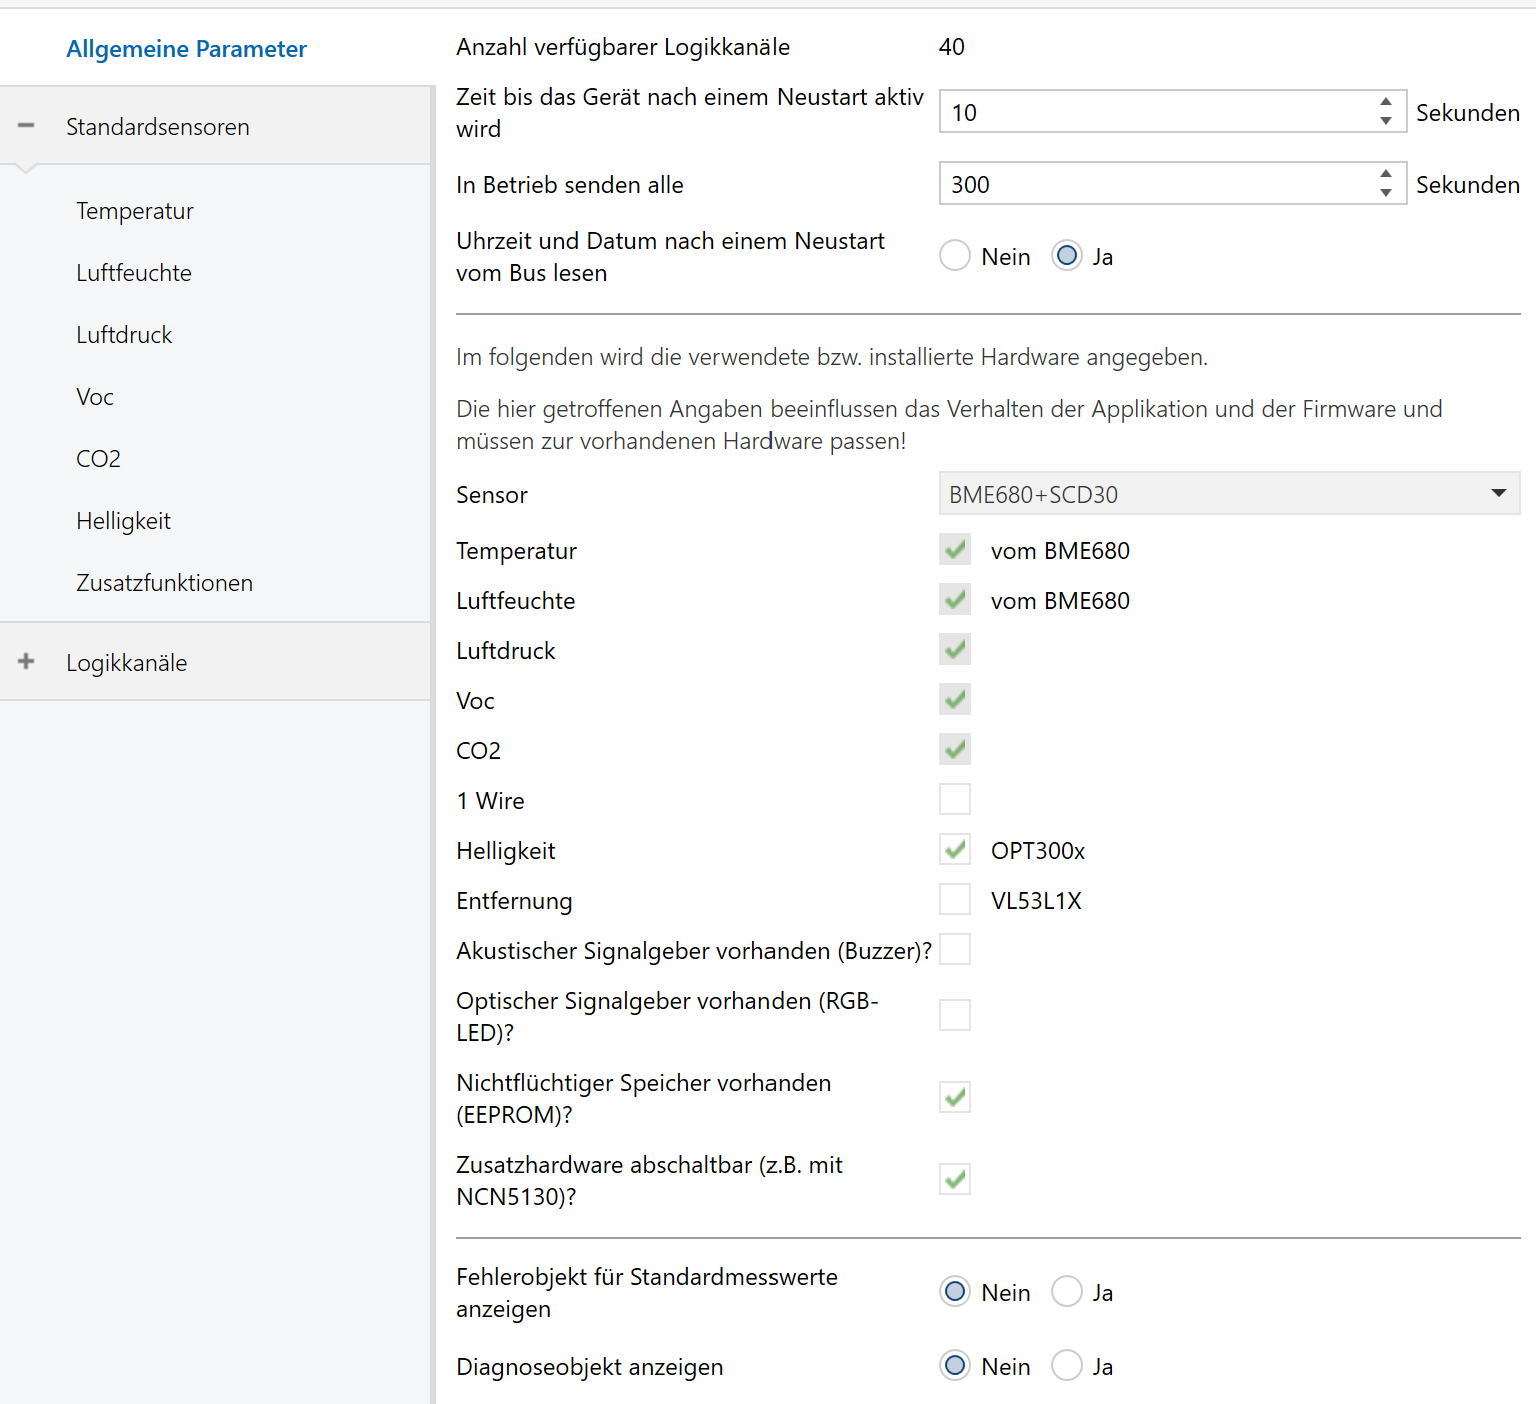 Allgemeine Parameter
Standardsensoren
Temperatur
Luftfeuchte
Luftdruck
Voc
CO2
Helligkeit
Zusatzfunktionen
Logikkanäle
Anzahl verfügbarer Logikkanäle 40
Zeit bis das Gerät nach einem Neustart aktiv
wird
10 Sekunden
In Betrieb senden alle 300 Sekunden
Uhrzeit und Datum nach einem Neustart
vom Bus lesen
Nein Ja
Im folgenden wird die verwendete bzw. installierte Hardware angegeben.
Die hier getroffenen Angaben beeinflussen das Verhalten der Applikation und der Firmware und
müssen zur vorhandenen Hardware passen!
Sensor BME680+SCD30
Temperatur vom BME680
Luftfeuchte vom BME680
Luftdruck
Voc
CO2
1 Wire
Helligkeit OPT300x
Entfernung VL53L1X
Akustischer Signalgeber vorhanden (Buzzer)?
Optischer Signalgeber vorhanden (RGB-
LED)?
Nichtflüchtiger Speicher vorhanden
(EEPROM)?
Zusatzhardware abschaltbar (z.B. mit
NCN5130)?
Fehlerobjekt für Standardmesswerte
anzeigen
Nein Ja
Diagnoseobjekt anzeigen Nein Ja